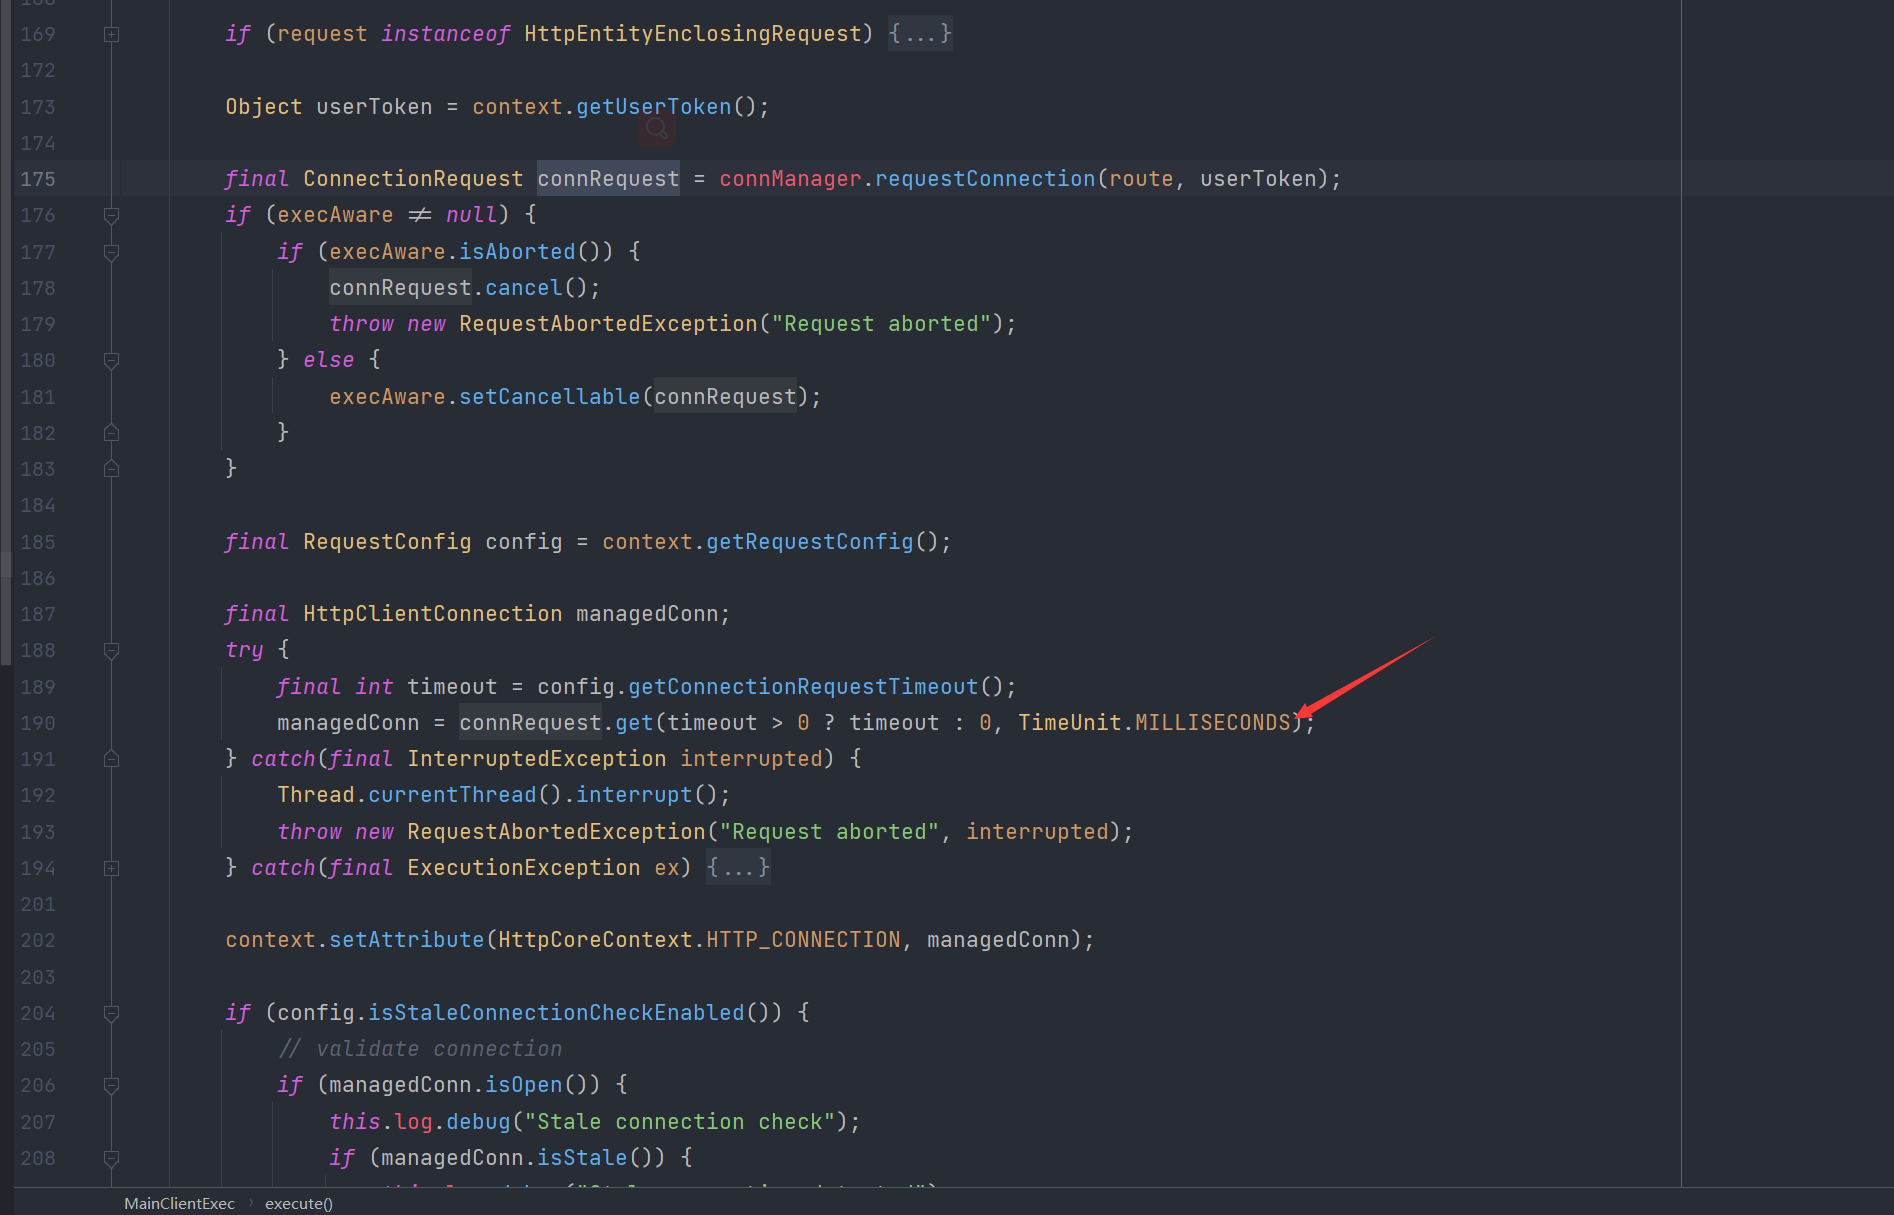 169 if (request instanceof HttpEntityEnclosingRequest) {...}
172
173 Object userToken = context.getUserToken();
174
175 final ConnectionRequest connRequest = connManager.requestConnection(route, userToken);
176 if (execAware != null) {
177 if (execAware.isAborted()) {
178 connRequest.cancel();
179 throw new RequestAbortedException("Request aborted");
180 } else {
181 execAware.setCancellable(connRequest);
182 }
183 }
184
185 final RequestConfig config = context.getRequestConfig();
186
187 final HttpClientConnection managedConn;
188 try {
189 final int timeout = config.getConnectionRequestTimeout();
190 managedConn = connRequest.get(timeout > 0 ? timeout : 0, TimeUnit.MILLISECONDS);
191 } catch(final InterruptedException interrupted) {
192 Thread.currentThread().interrupt();
193 throw new RequestAbortedException("Request aborted", interrupted);
194 } catch(final ExecutionException ex) {...}
201
202 context.setAttribute(HttpCoreContext.HTTP_CONNECTION, managedConn);
203
204 if (config.isStaleConnectionCheckEnabled()) {
205 // validate connection
206 if (managedConn.isOpen()) {
207 this.log.debug("Stale connection check");
208 if (managedConn.isStale()) {
MainClientExec › execute()